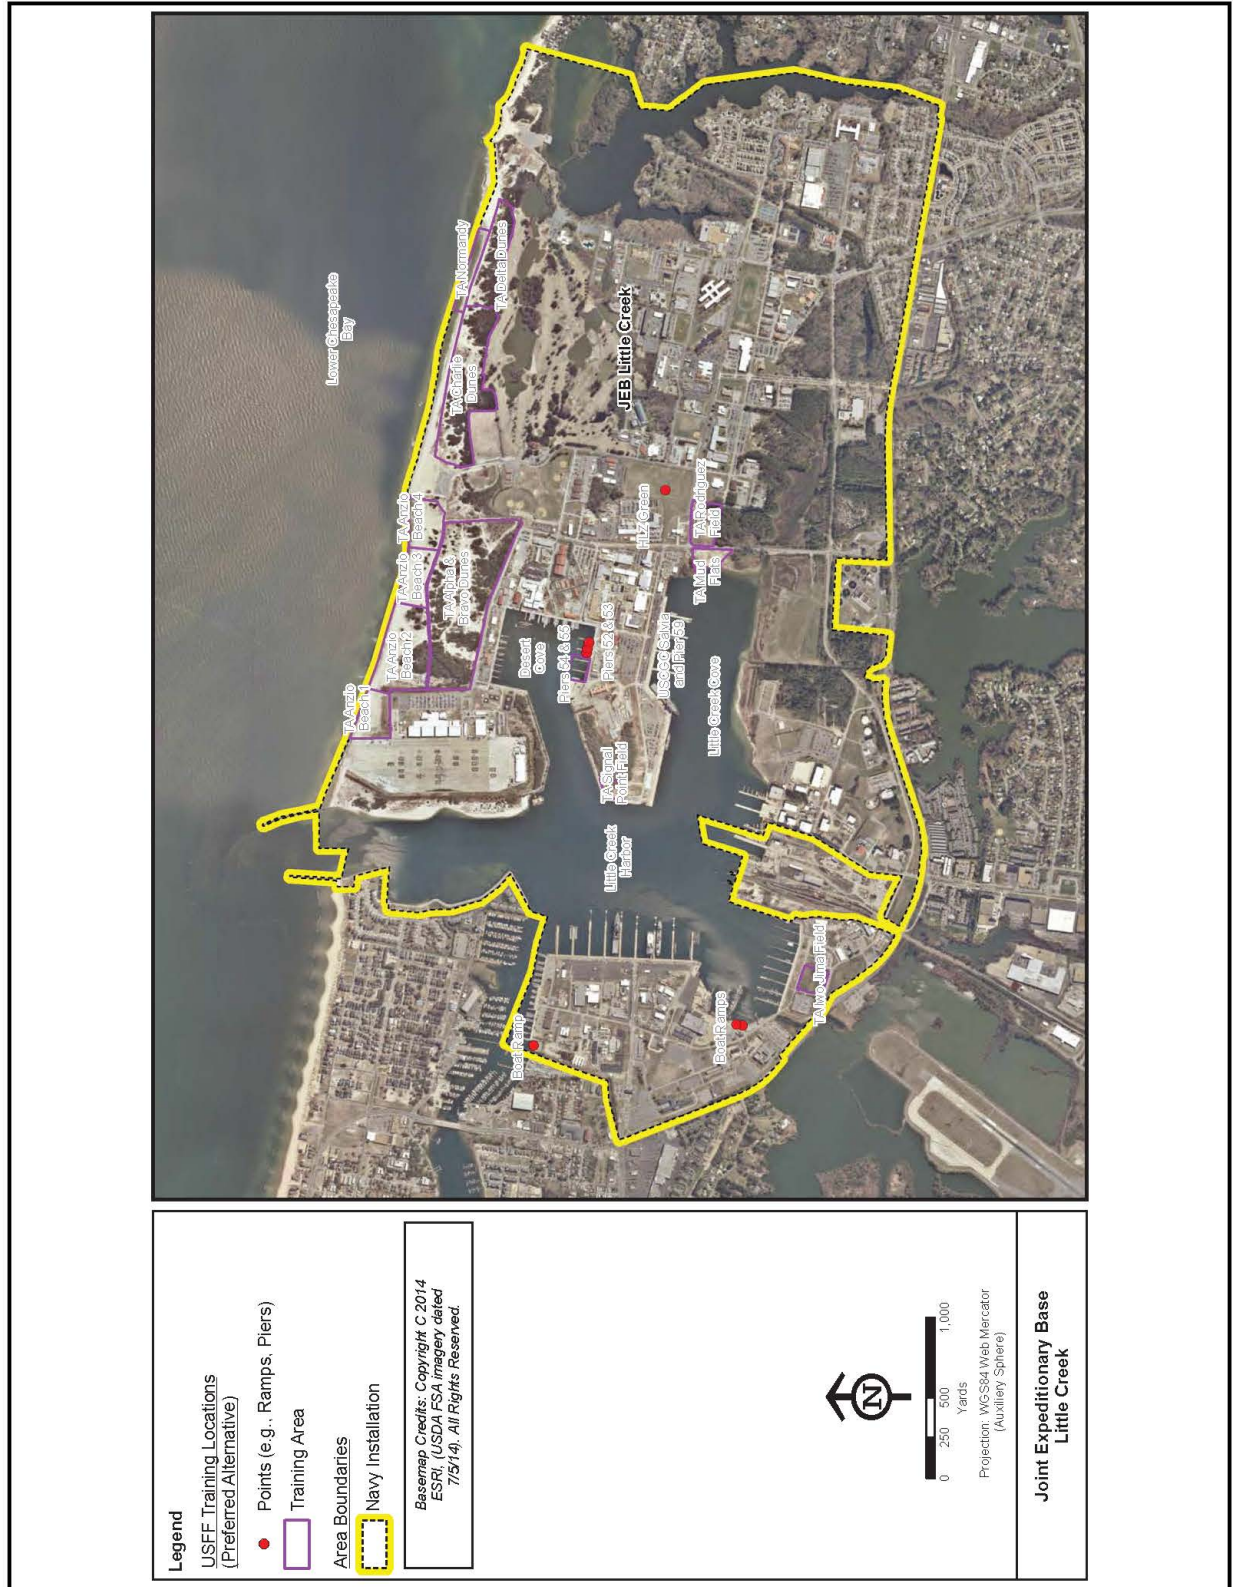 Lower Chesapeake
Bay
TA Normandy
TA Delta Dunes
TA Charlie
Dunes
TA Anzio
Beach 4
TA Anzio
Beach 3
TA Anzio
Beach 2
TA Anzio
Beach 1
TA Alpha &
Bravo Dunes
JEB Little Creek
HLZ Green
TA Rodriguez
Field
TA Mud
Flats
Desert
Cove
Piers 54 & 55
Piers 52 & 53
USCGC Salvia
and Pier 59
Little Creek Cove
TA Signal
Point Field
Little Creek
Harbor
Boat Ramp
Boat Ramps
TA Iwo Jima Field
Legend
USFF Training Locations
(Preferred Alternative)
Points (e.g., Ramps, Piers)
Training Area
Area Boundaries
Navy Installation
Basemap Credits: Copyright C 2014
ESRI, (USDA FSA imagery dated
7/5/14). All Rights Reserved.
N
0 250 500 1,000
Yards
Projection: WGS84 Web Mercator
(Auxiliary Sphere)
Joint Expeditionary Base
Little Creek